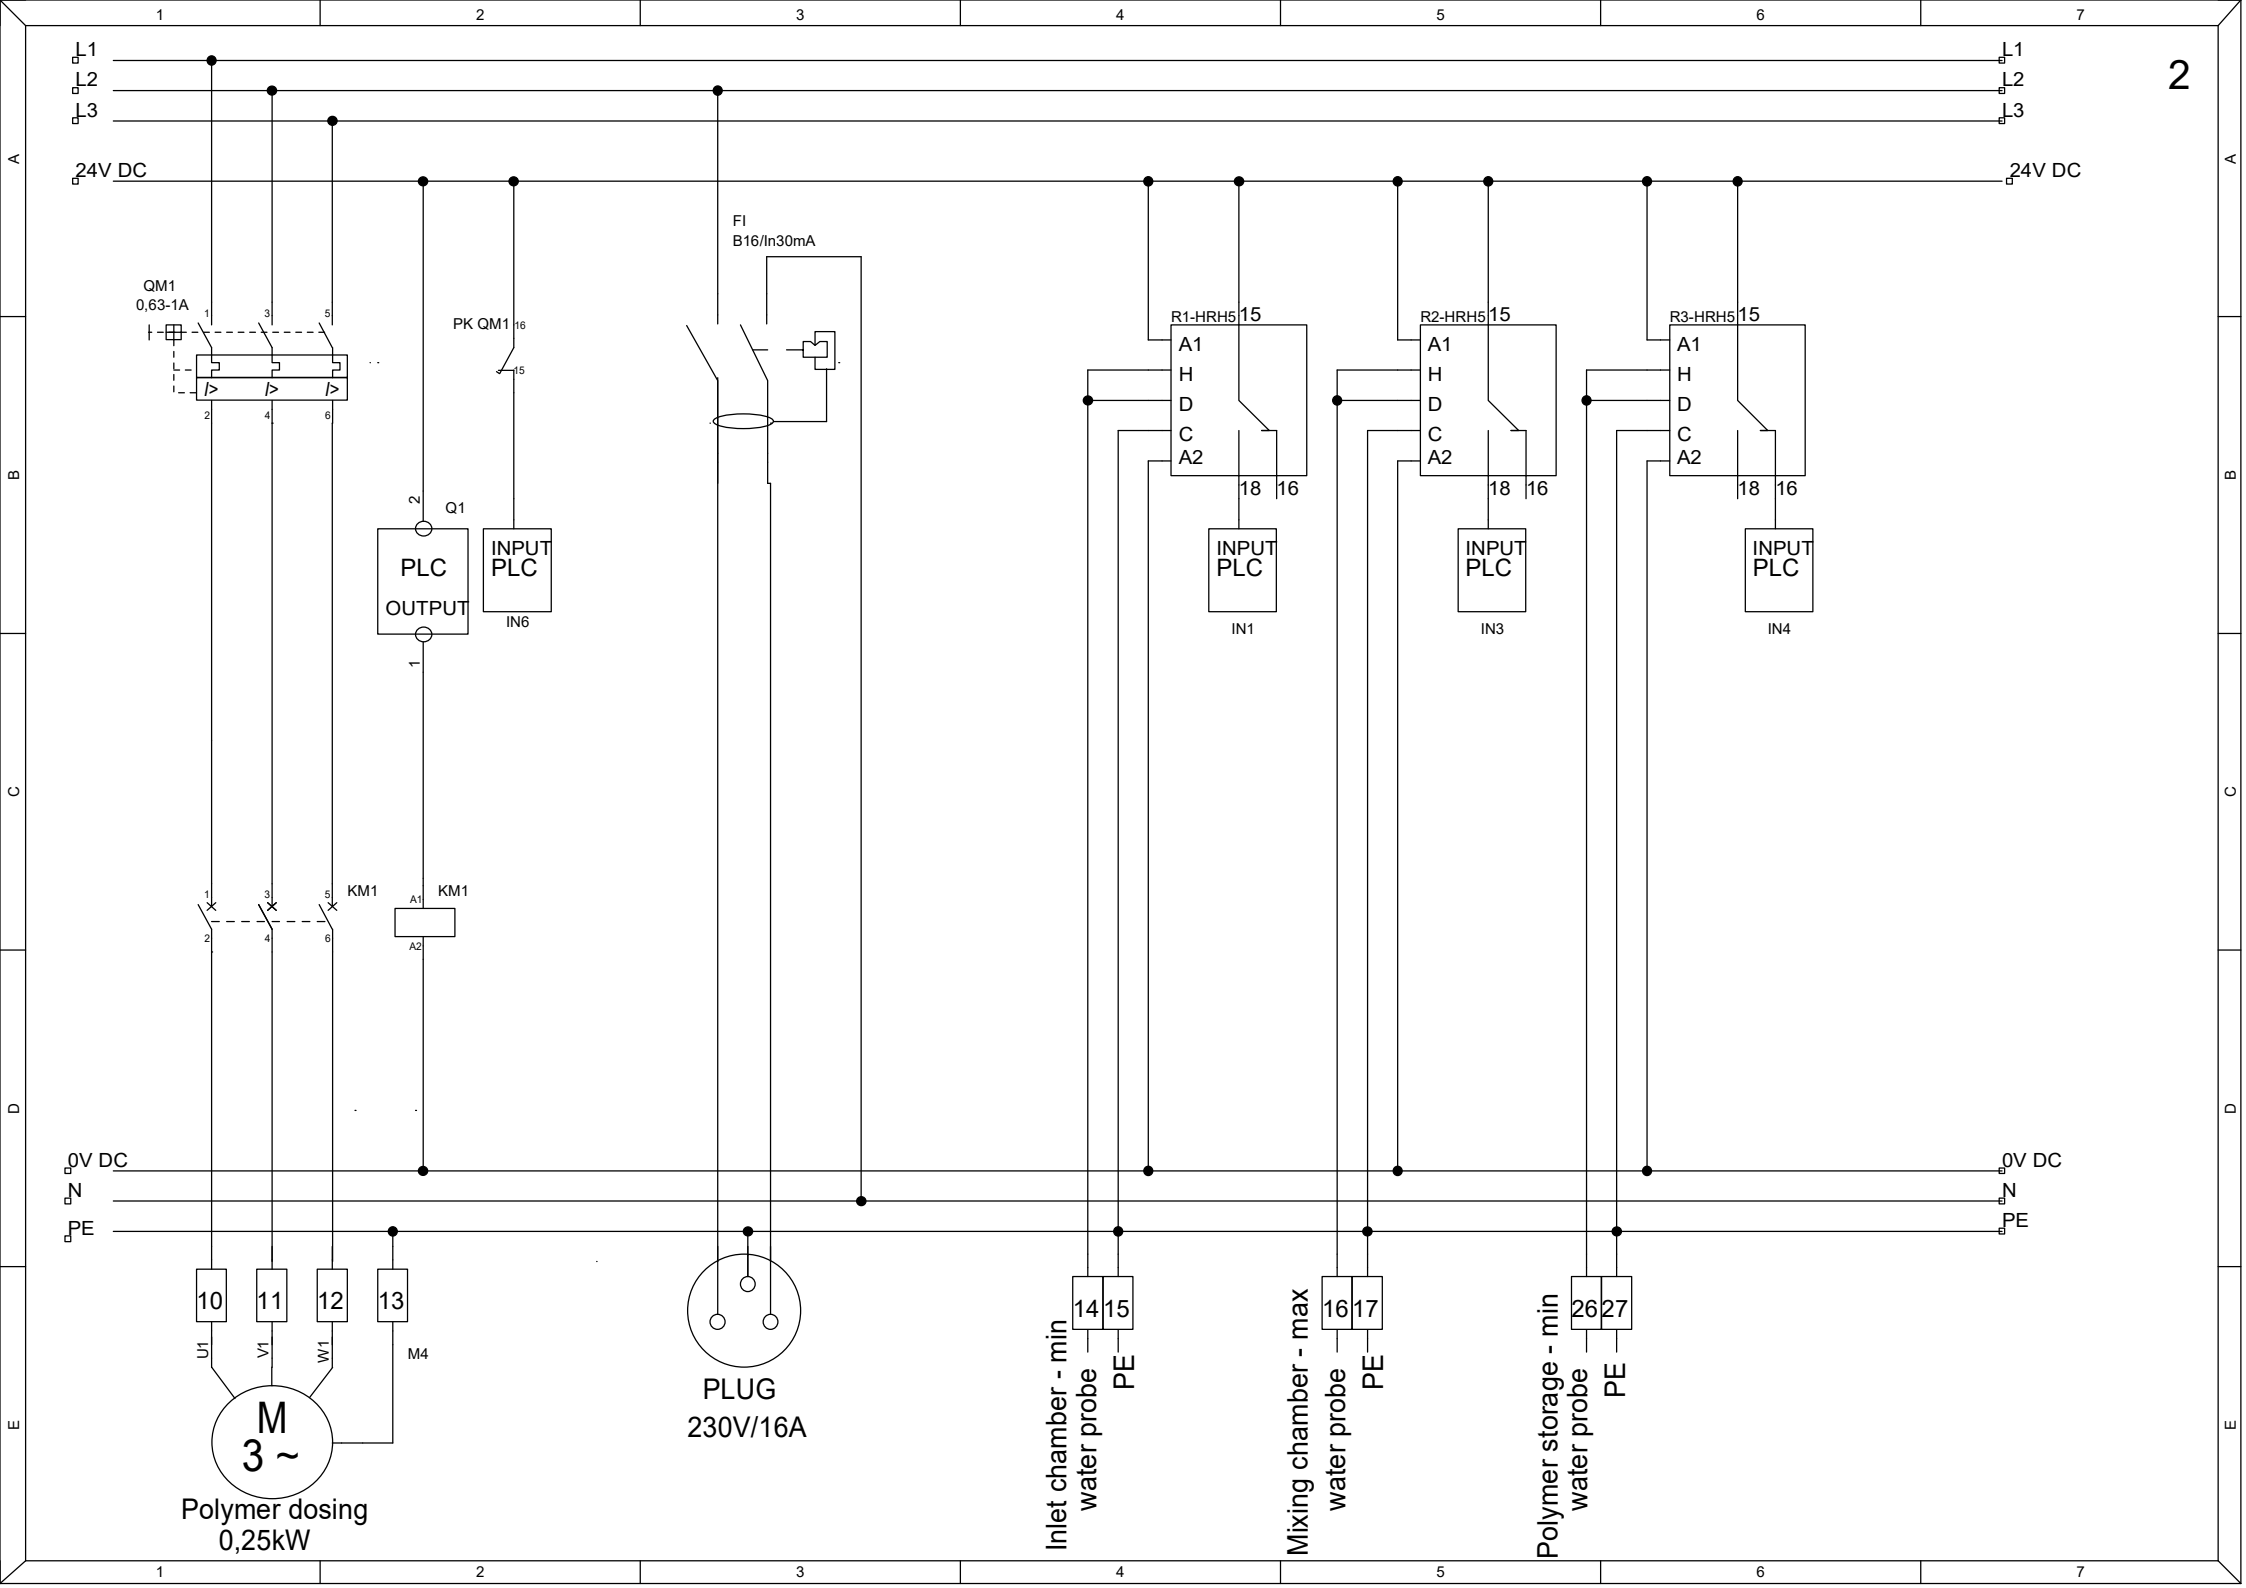 1 2 3 4 5 6 7
L1 L1
L2 L2
2
L3 L3
A A
24V DC 24V DC
FI
B16/In30mA
QM1
0,63-1A
1 3 5
PK QM1 16
15
I> I> I>
2 4 6
R1-HRH5 15
A1
H
D
C
A2
18 16
R2-HRH5 15
A1
H
D
C
A2
18 16
R3-HRH5 15
A1
H
D
C
A2
18 16
B B
2
Q1
PLC
OUTPUT
1
INPUT
PLC
IN6
INPUT
PLC
IN1
INPUT
PLC
IN3
INPUT
PLC
IN4
C C
1 3 5 KM1
2 4 6
A1 KM1
A2
D D
0V DC 0V DC
N N
PE PE
10 11 12 13
U1 V1 W1 M4
M
3 ~
Polymer dosing
0,25kW
PLUG
230V/16A
14 15
Inlet chamber - min
water probe
PE
16 17
Mixing chamber - max
water probe
PE
26 27
Polymer storage - min
water probe
PE
E E
1 2 3 4 5 6 7